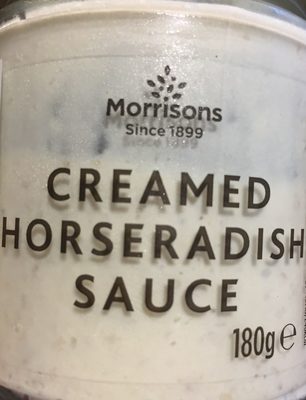 Morrisons
Since 1899
CREAMED
HORSERADISH
SAUCE
180g ℮